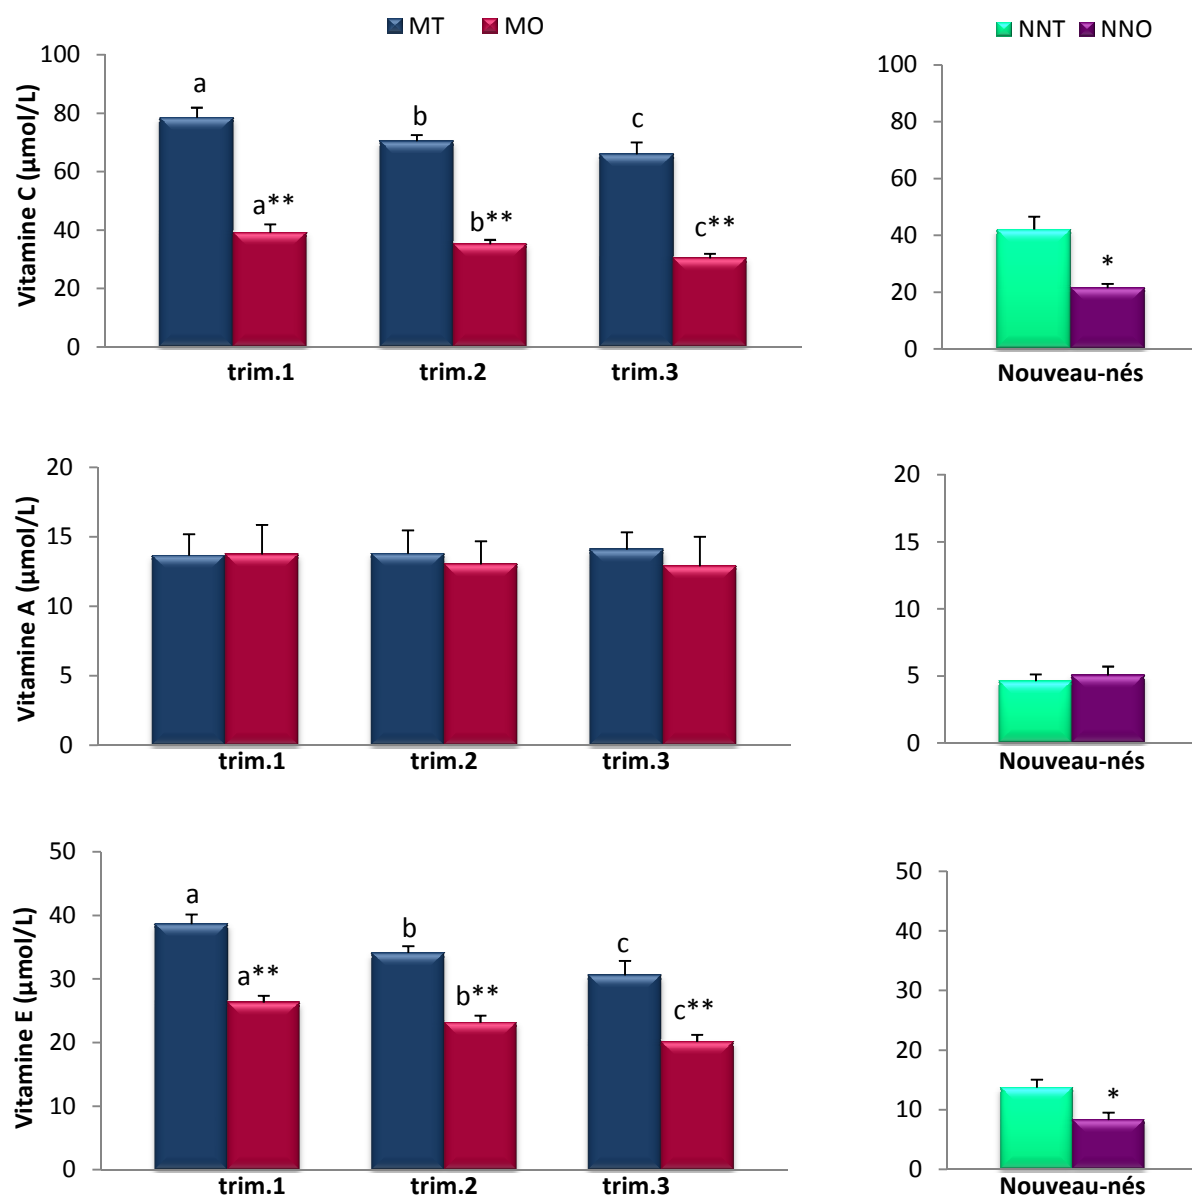 MT MO
NNT NNO
Vitamine C (µmol/L)
100
80
60
40
20
0
a
a**
b
b**
c
c**
trim.1 trim.2 trim.3
100
80
60
40
20
0
*
Nouveau-nés
Vitamine A (µmol/L)
20
15
10
5
0
trim.1 trim.2 trim.3
20
15
10
5
0
Nouveau-nés
Vitamine E (µmol/L)
50
40
30
20
10
0
a
a**
b
b**
c
c**
trim.1 trim.2 trim.3
50
40
30
20
10
0
*
Nouveau-nés